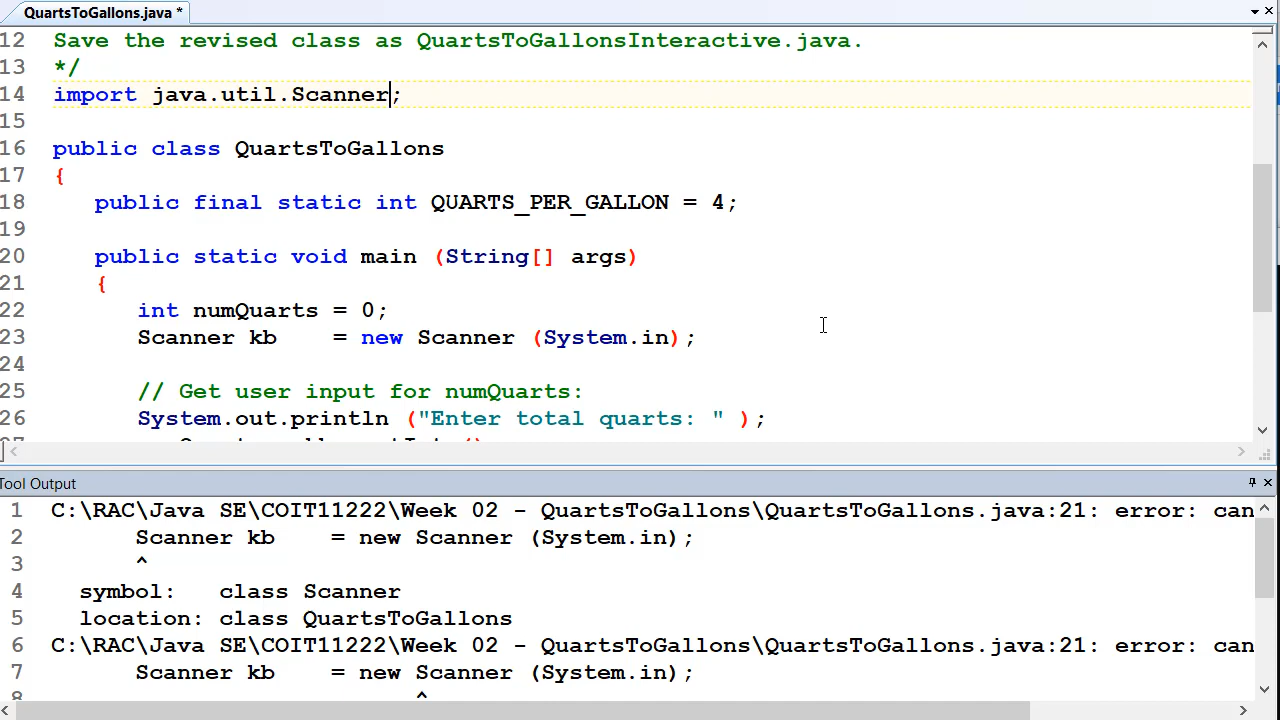 QuartsToGallons.java *
12 Save the revised class as QuartsToGallonsInteractive.java.
13 */
14 import java.util.Scanner;
15
16 public class QuartsToGallons
17 {
18 public final static int QUARTS_PER_GALLON = 4;
19
20 public static void main (String[] args)
21 {
22 int numQuarts = 0;
23 Scanner kb = new Scanner (System.in);
24
25 // Get user input for numQuarts:
26 System.out.println ("Enter total quarts: " );
Tool Output
1 C:\RAC\Java SE\COIT11222\Week 02 - QuartsToGallons\QuartsToGallons.java:21: error: can
2 Scanner kb = new Scanner (System.in);
3 ^
4 symbol: class Scanner
5 location: class QuartsToGallons
6 C:\RAC\Java SE\COIT11222\Week 02 - QuartsToGallons\QuartsToGallons.java:21: error: can
7 Scanner kb = new Scanner (System.in);
8 ^